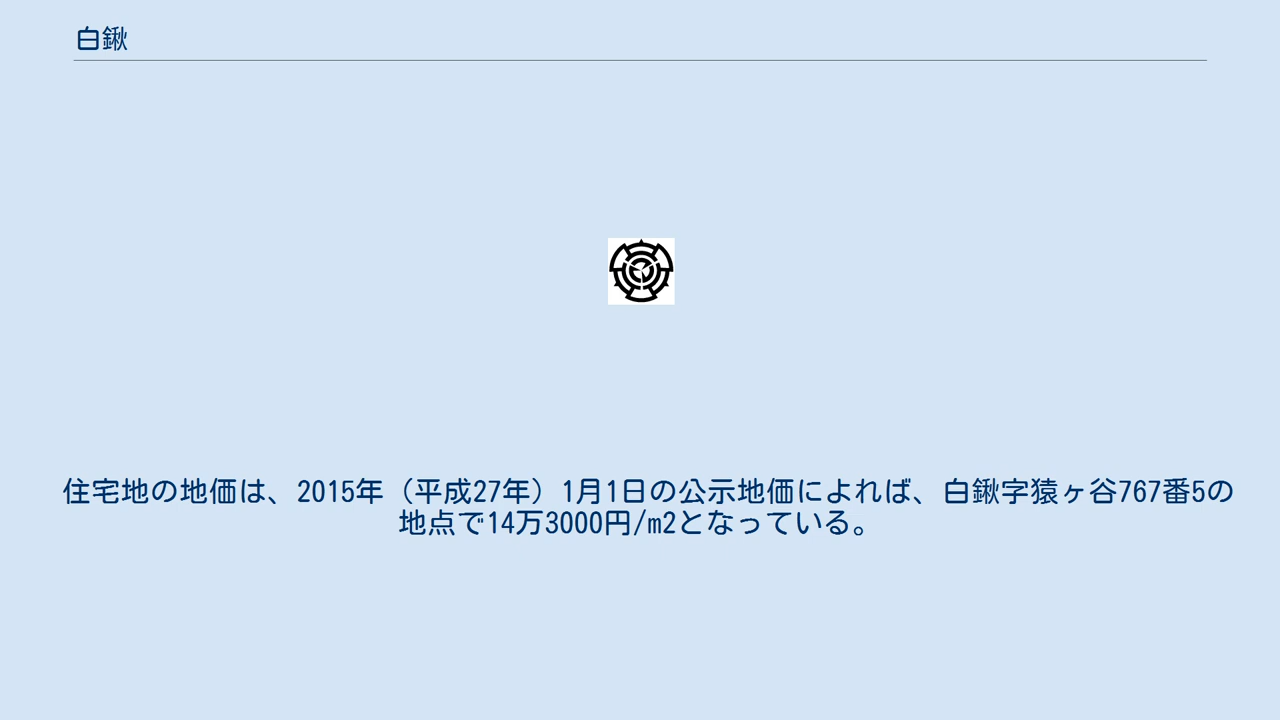 白鍬
住宅地の地価は、2015年（平成27年）1月1日の公示地価によれば、白鍬字猿ヶ谷767番5の
地点で14万3000円/m2となっている。